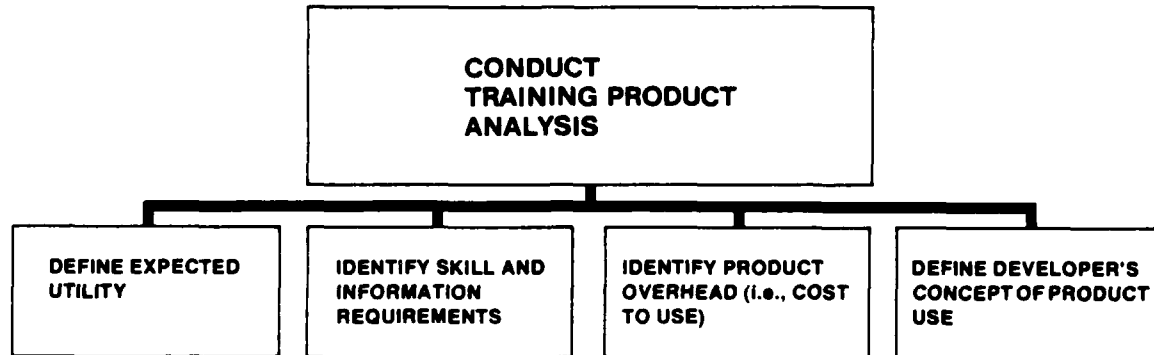 CONDUCT
TRAINING PRODUCT
ANALYSIS
DEFINE EXPECTED
UTILITY
IDENTIFY SKILL AND
INFORMATION
REQUIREMENTS
IDENTIFY PRODUCT
OVERHEAD (i.e., COST
TO USE)
DEFINE DEVELOPER'S
CONCEPT OF PRODUCT
USE